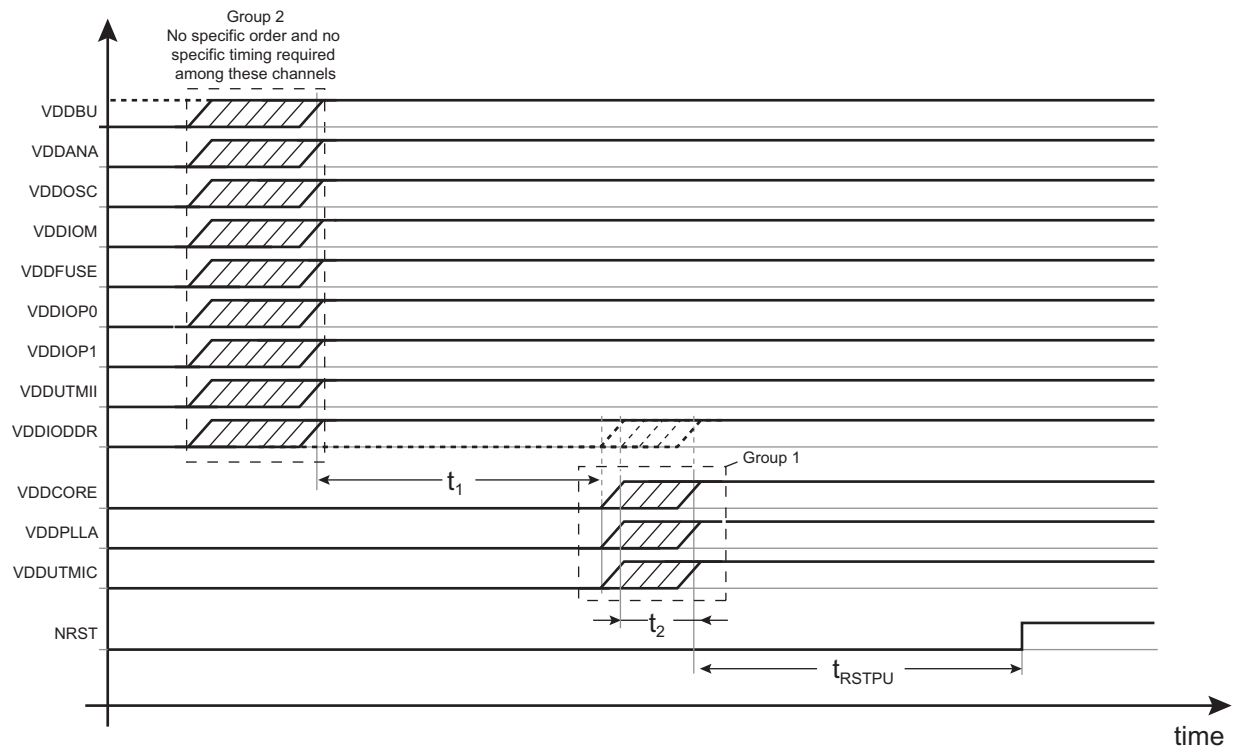 Group 2
No specific order and no
specific timing required
among these channels
VDDBU
VDDANA
VDDOSC
VDDIOM
VDDFUSE
VDDIOP0
VDDIOP1
VDDUTMII
VDDIODDR
Group 1
t1
VDDCORE
VDDPLLA
VDDUTMIC
t2
NRST
tRSTPU
time